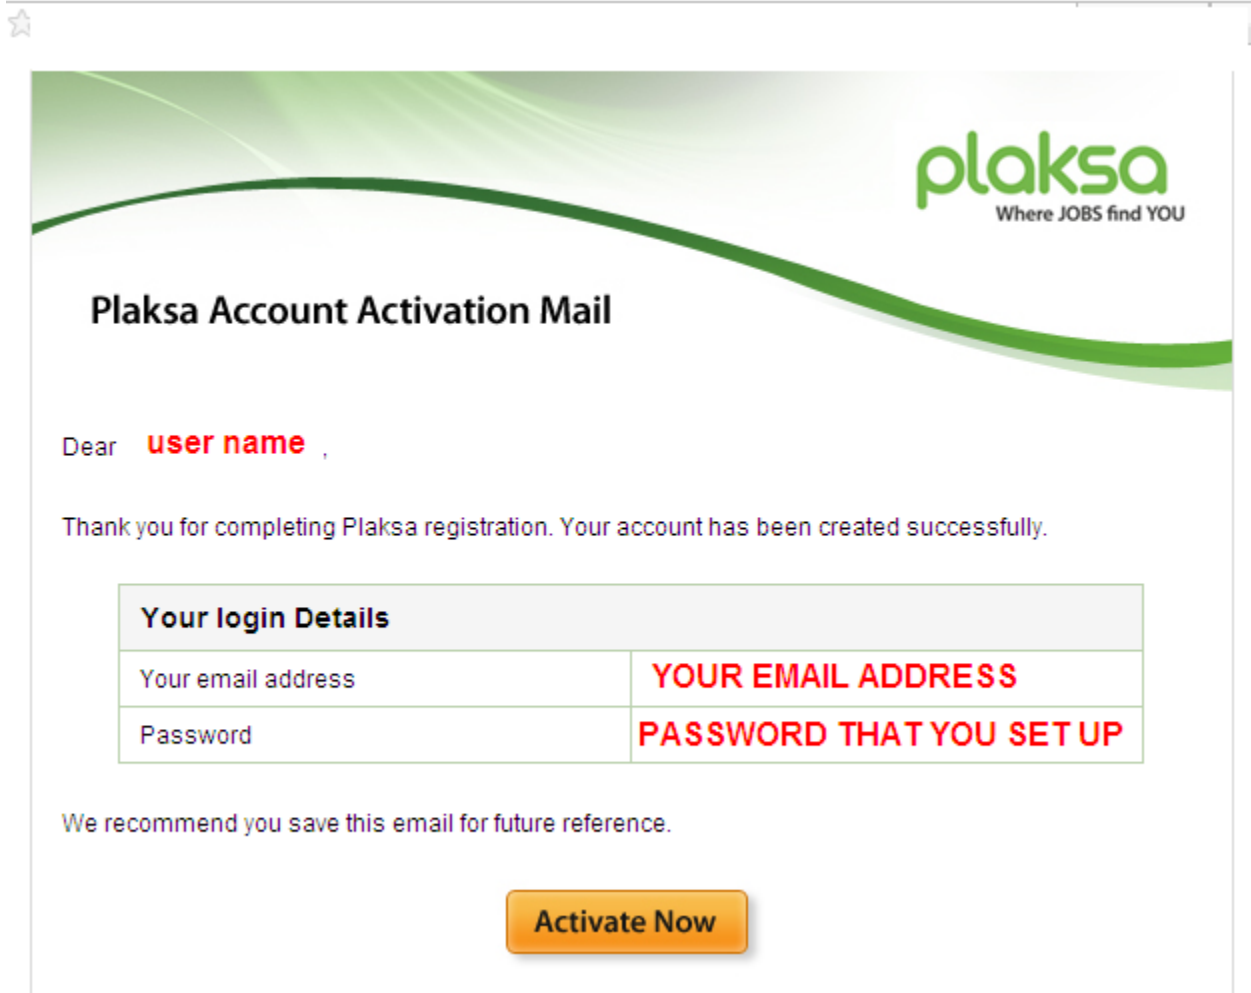 plaksa
Where JOBS find YOU
Plaksa Account Activation Mail
Dear user name ,
Thank you for completing Plaksa registration. Your account has been created successfully.
Your login Details
Your email address YOUR EMAIL ADDRESS
Password PASSWORD THAT YOU SET UP
We recommend you save this email for future reference.
Activate Now